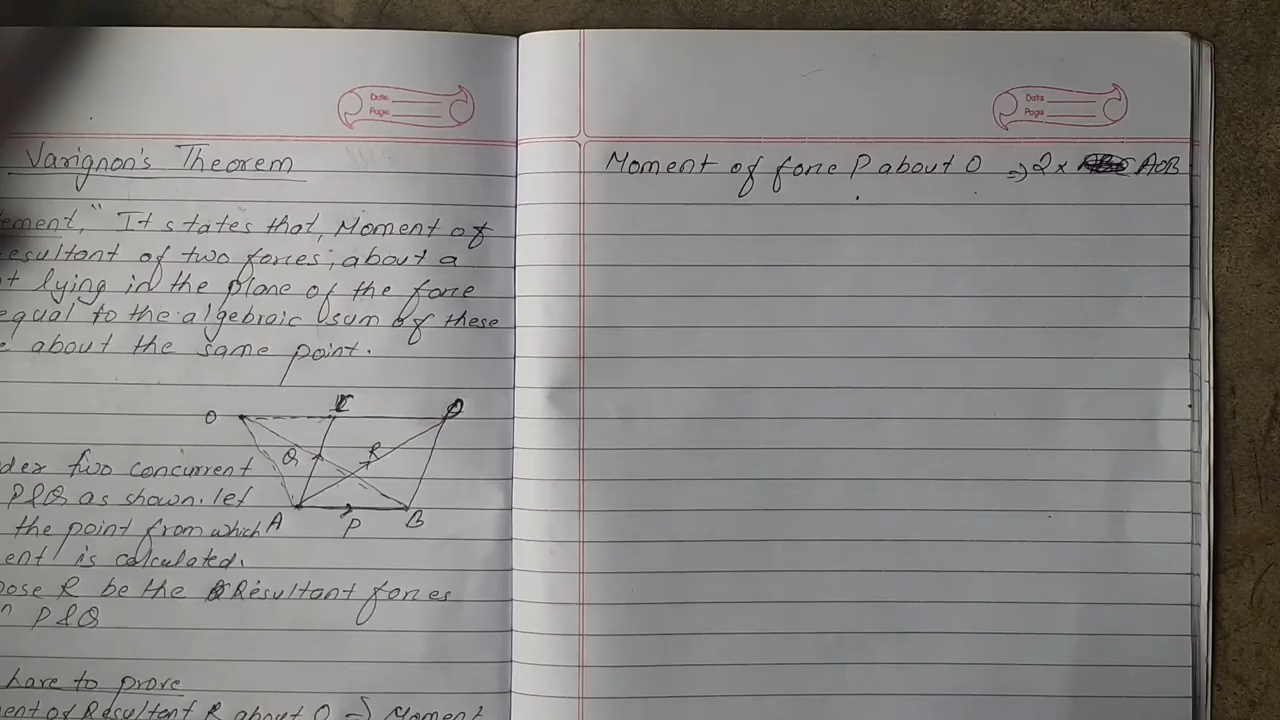 Date
Page
Varignon's Theorem
ement, " It states that, Moment of
esultant of two forces, about a
t lying in the plane of the force
equal to the algebraic sum of these
e about the same point.
O
Q R
der two concurrent
P&Q as shown. let
A P B
the point from which
ent is calculated.
pose R be the Resultant forces
n P&Q
have to prove
ent of Resultent R about O => Moment
Date
Page
Moment of force P about O => 2 x AOB